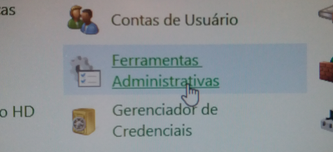 as
Contas de Usuário
Ferramentas
Administrativas
o HD
Gerenciador de
Credenciais